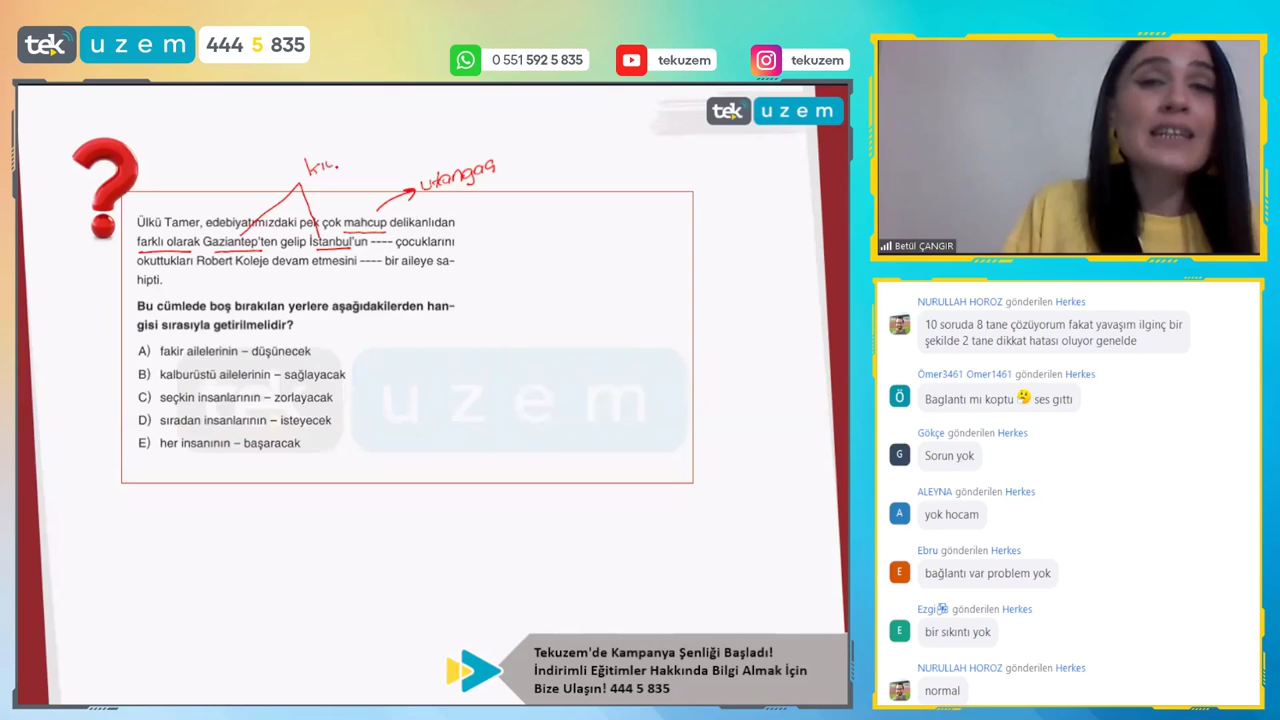 tek uzem 444 5 835
0 551 592 5 835 tekuzem tekuzem
tek uzem
utangaç
Ülkü Tamer, edebiyatımızdaki pek çok mahcup delikanlıdan
farklı olarak Gaziantep'ten gelip İstanbul'un ---- çocuklarını
okuttukları Robert Koleje devam etmesini ---- bir aileye sa-
hipti.
Bu cümlede boş bırakılan yerlere aşağıdakilerden han-
gisi sırasıyla getirilmelidir?
A) fakir ailelerinin – düşünecek
B) kalburüstü ailelerinin – sağlayacak
C) seçkin insanlarının – zorlayacak
D) sıradan insanlarının – isteyecek
E) her insanının – başaracak
tek uzem
Tekuzem'de Kampanya Şenliği Başladı!
İndirimli Eğitimler Hakkında Bilgi Almak İçin
Bize Ulaşın! 444 5 835
Betül ÇANGIR
NURULLAH HOROZ gönderilen Herkes
10 soruda 8 tane çözüyorum fakat yavaşım ilginç bir
şekilde 2 tane dikkat hatası oluyor genelde
Ömer3461 Omer1461 gönderilen Herkes
Ö
Baglantı mı koptu 🤔 ses gıttı
Gökçe gönderilen Herkes
G
Sorun yok
ALEYNA gönderilen Herkes
A
yok hocam
Ebru gönderilen Herkes
E
bağlantı var problem yok
Ezgi gönderilen Herkes
E
bir sıkıntı yok
NURULLAH HOROZ gönderilen Herkes
normal